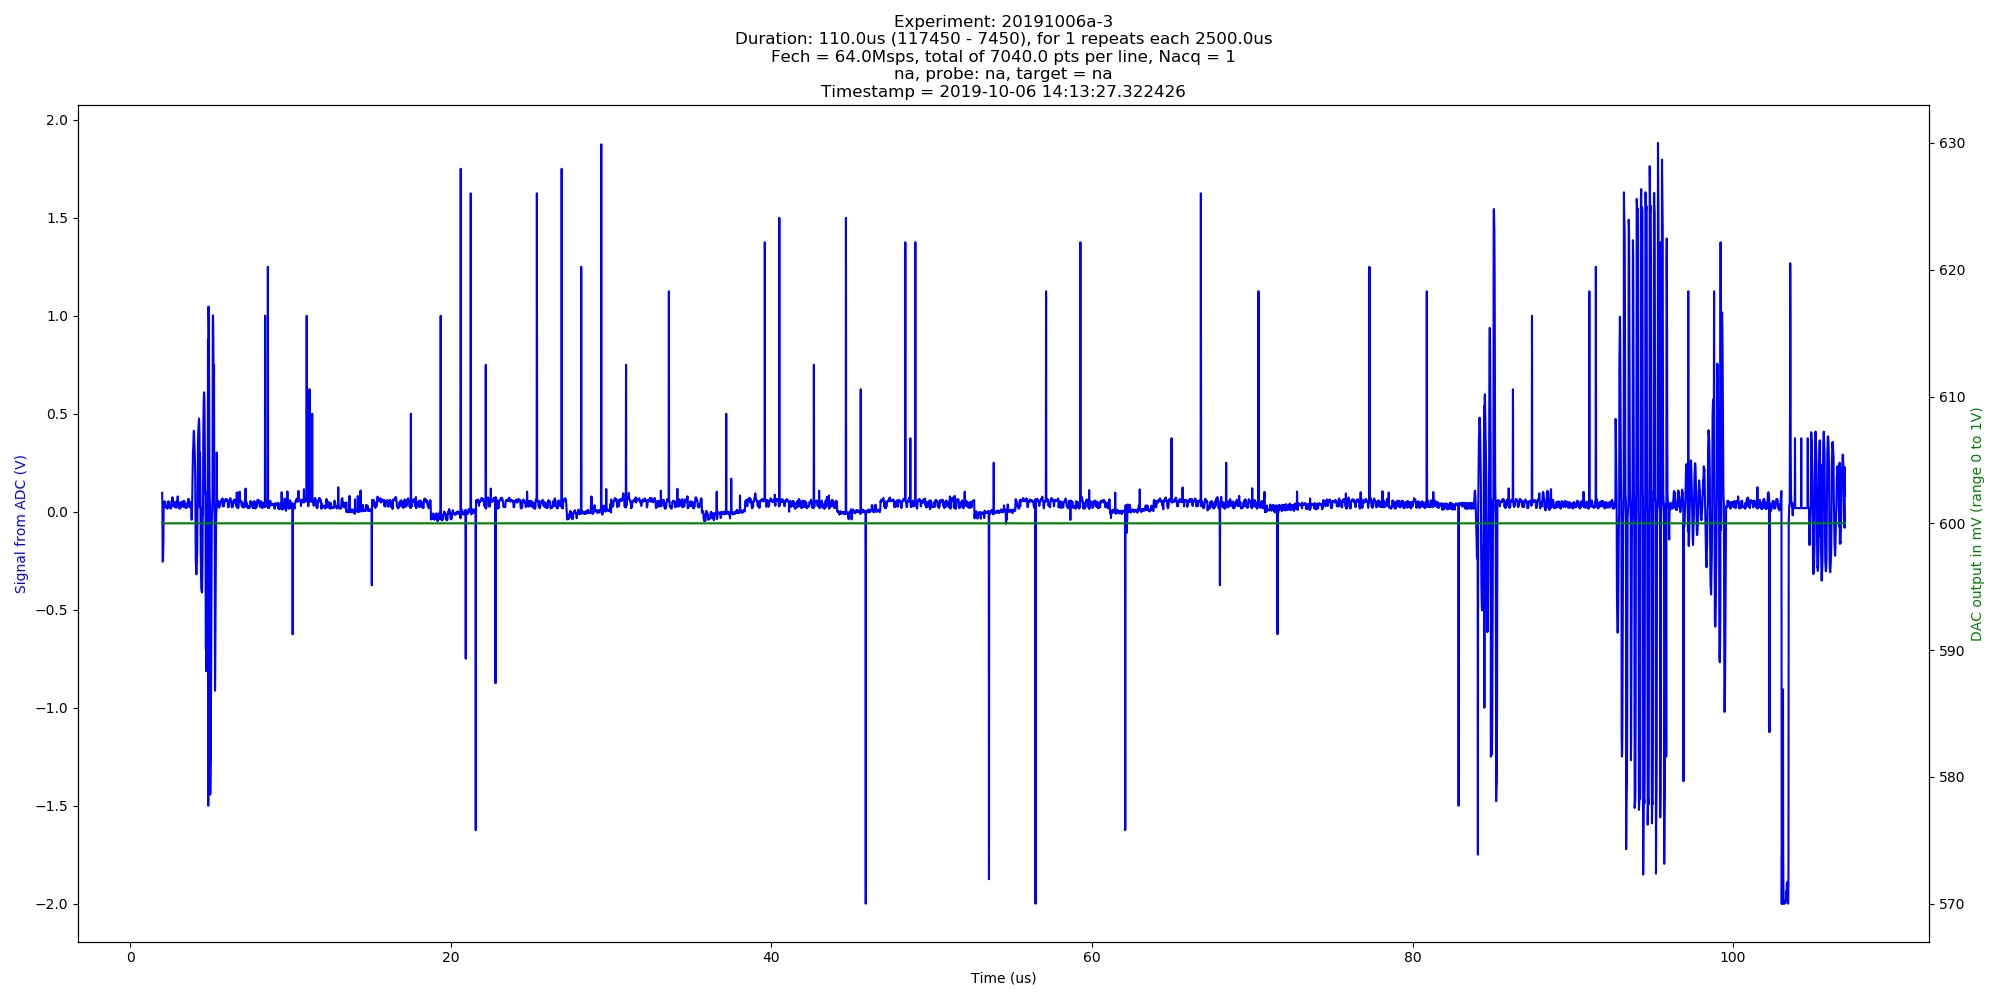 Experiment: 20191006a-3
Duration: 110.0us (117450 - 7450), for 1 repeats each 2500.0us
Fech = 64.0Msps, total of 7040.0 pts per line, Nacq = 1
na, probe: na, target = na
Timestamp = 2019-10-06 14:13:27.322426
Signal from ADC (V)
2.0
1.5
1.0
0.5
0.0
−0.5
−1.0
−1.5
−2.0
0
20
40
60
80
100
Time (us)
630
620
610
600
590
580
570
DAC output in mV (range 0 to 1V)